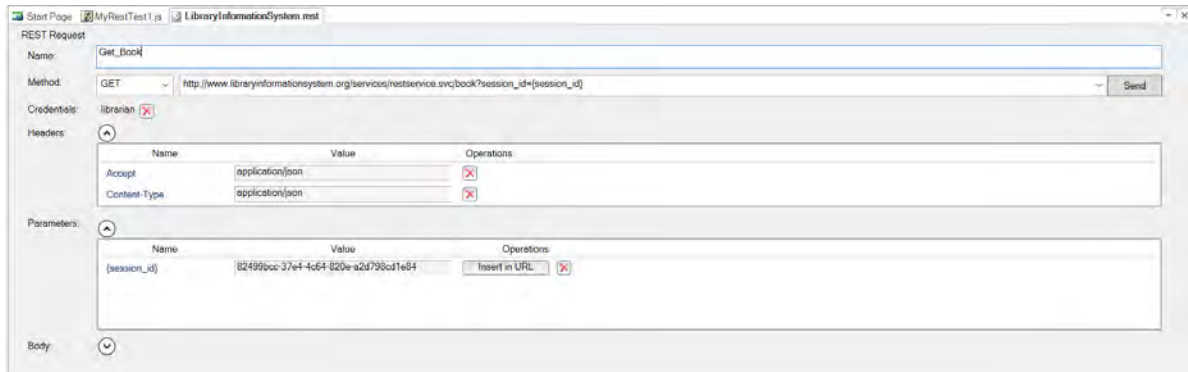 Start Page MyRestTest1.js LibraryInformationSystem.rest
REST Request
Name: Get_Book
Method: GET http://www.libraryinformationsystem.org/services/restservice.svc/book?session_id={session_id} Send
Credentials: librarian
Headers:
Name Value Operations
Accept application/json
Content-Type application/json
Parameters:
Name Value Operations
{session_id} 82499bcc-37e4-4c64-820e-a2d798cd1e84 Insert in URL
Body: